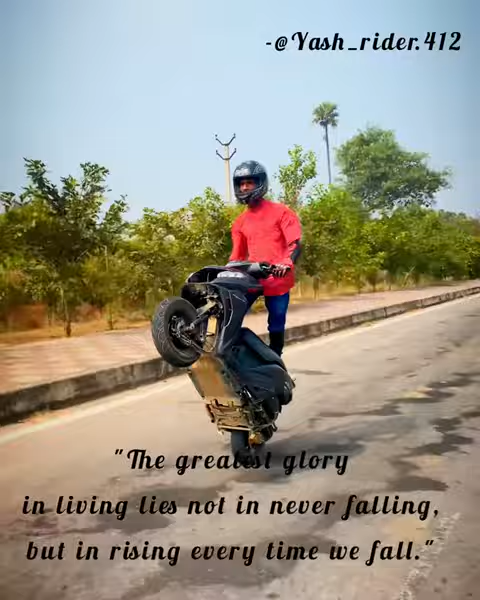 -@Yash_rider.412
"The greatest glory
in living lies not in never falling,
but in rising every time we fall."